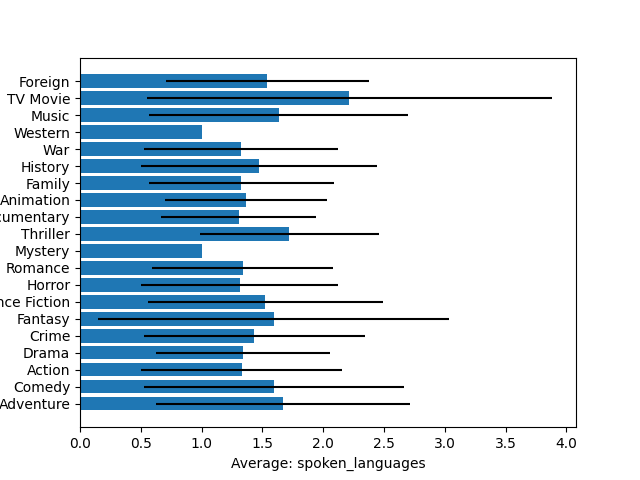 Foreign
TV Movie
Music
Western
War
History
Family
Animation
cumentary
Thriller
Mystery
Romance
Horror
nce Fiction
Fantasy
Crime
Drama
Action
Comedy
Adventure
0.0 0.5 1.0 1.5 2.0 2.5 3.0 3.5 4.0
Average: spoken_languages